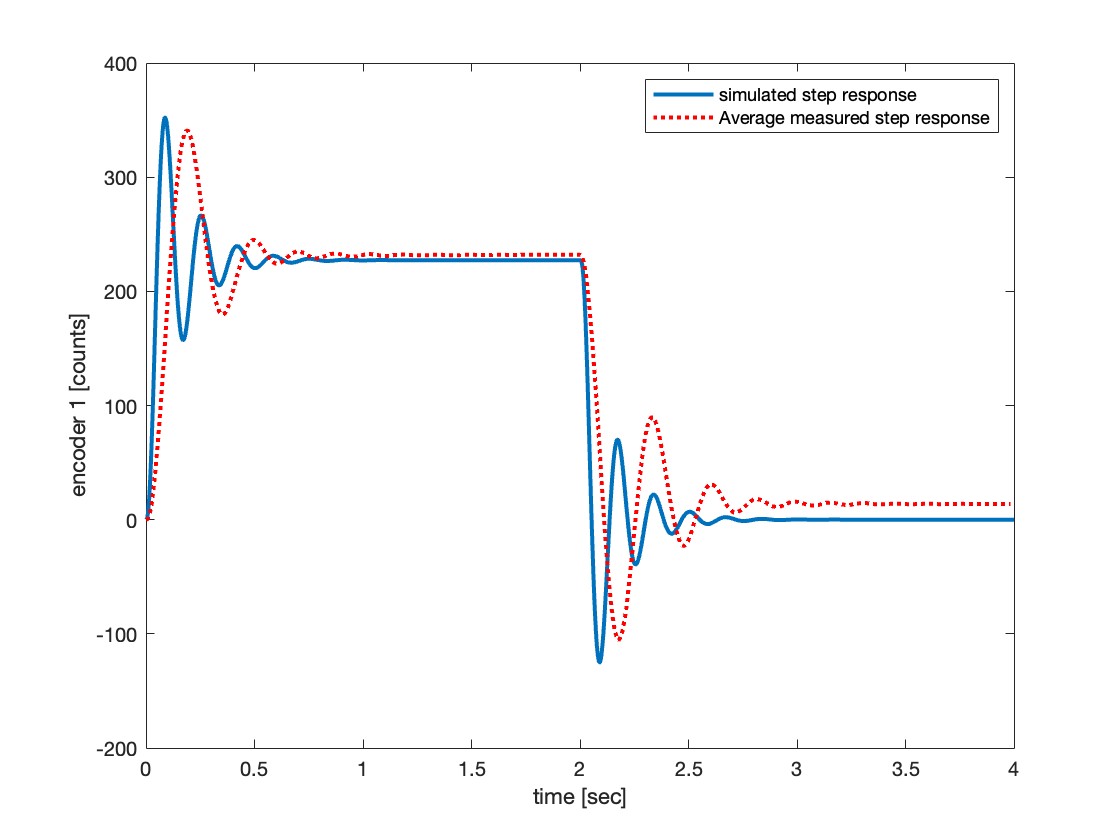 400
300
200
100
0
-100
-200
encoder 1 [counts]
simulated step response
Average measured step response
0 0.5 1 1.5 2 2.5 3 3.5 4
time [sec]